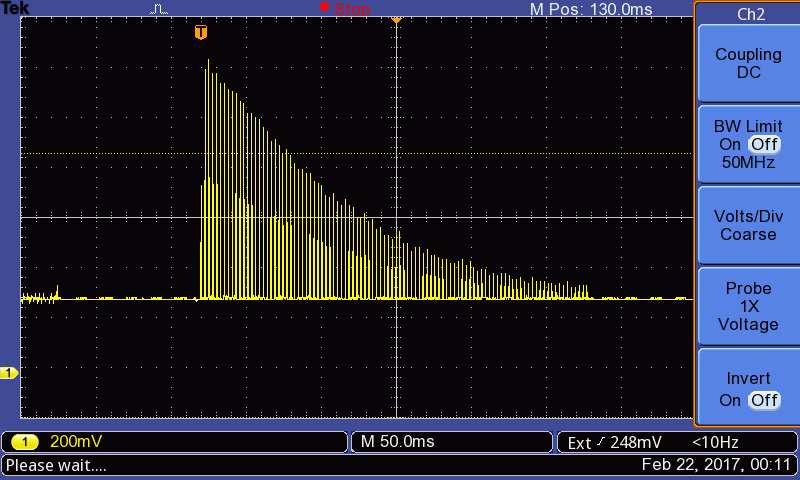 Tek
Stop
M Pos: 130.0ms
Ch2
T
Coupling
DC
BW Limit
On Off
50MHz
Volts/Div
Coarse
Probe
1X
Voltage
Invert
On Off
1
1 200mV
M 50.0ms
Ext 248mV
<10Hz
Please wait....
Feb 22, 2017, 00:11